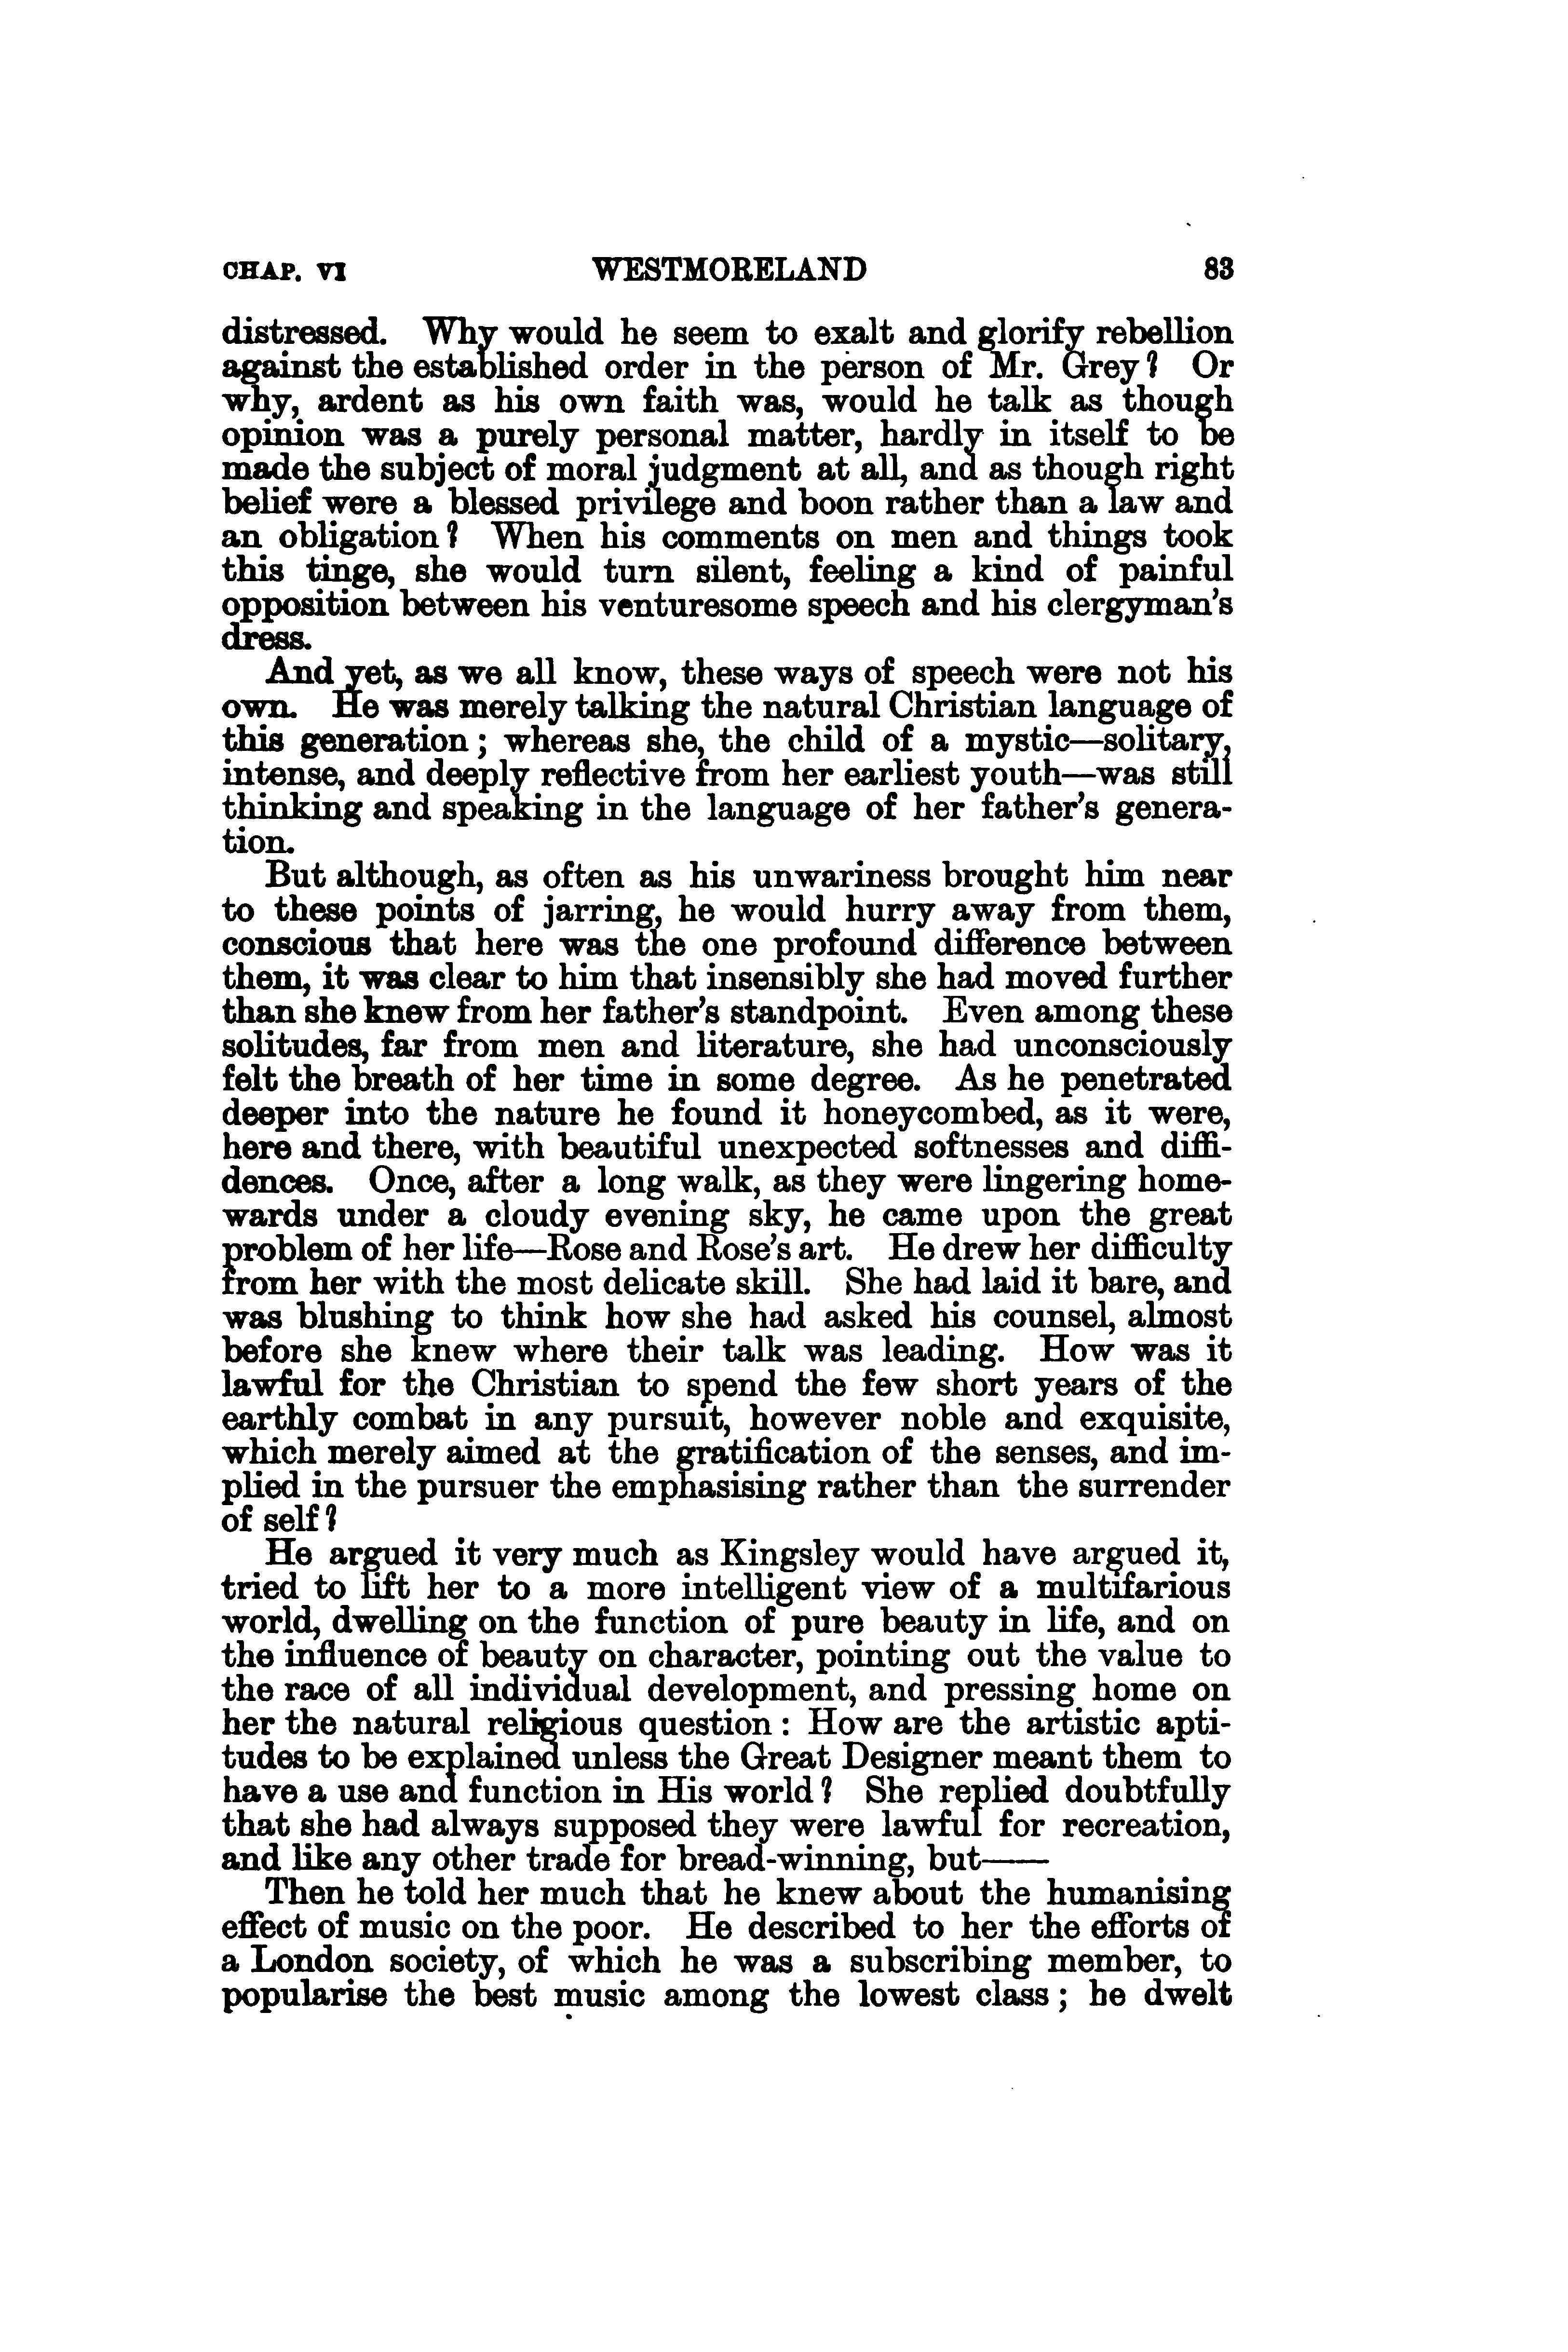 CHAP. VI WESTMORELAND 83
distressed. Why would he seem to exalt and glorify rebellion
against the established order in the person of Mr. Grey? Or
why, ardent as his own faith was, would he talk as though
opinion was a purely personal matter, hardly in itself to be
made the subject of moral judgment at all, and as though right
belief were a blessed privilege and boon rather than a law and
an obligation? When his comments on men and things took
this tinge, she would turn silent, feeling a kind of painful
opposition between his venturesome speech and his clergyman's
dress.
And yet, as we all know, these ways of speech were not his
own. He was merely talking the natural Christian language of
this generation; whereas she, the child of a mystic—solitary,
intense, and deeply reflective from her earliest youth—was still
thinking and speaking in the language of her father's genera-
tion.
But although, as often as his unwariness brought him near
to these points of jarring, he would hurry away from them,
conscious that here was the one profound difference between
them, it was clear to him that insensibly she had moved further
than she knew from her father's standpoint. Even among these
solitudes, far from men and literature, she had unconsciously
felt the breath of her time in some degree. As he penetrated
deeper into the nature he found it honeycombed, as it were,
here and there, with beautiful unexpected softnesses and diffi-
dences. Once, after a long walk, as they were lingering home-
wards under a cloudy evening sky, he came upon the great
problem of her life—Rose and Rose's art. He drew her difficulty
from her with the most delicate skill. She had laid it bare, and
was blushing to think how she had asked his counsel, almost
before she knew where their talk was leading. How was it
lawful for the Christian to spend the few short years of the
earthly combat in any pursuit, however noble and exquisite,
which merely aimed at the gratification of the senses, and im-
plied in the pursuer the emphasising rather than the surrender
of self?
He argued it very much as Kingsley would have argued it,
tried to lift her to a more intelligent view of a multifarious
world, dwelling on the function of pure beauty in life, and on
the influence of beauty on character, pointing out the value to
the race of all individual development, and pressing home on
her the natural religious question: How are the artistic apti-
tudes to be explained unless the Great Designer meant them to
have a use and function in His world? She replied doubtfully
that she had always supposed they were lawful for recreation,
and like any other trade for bread-winning, but——
Then he told her much that he knew about the humanising
effect of music on the poor. He described to her the efforts of
a London society, of which he was a subscribing member, to
popularise the best music among the lowest class; he dwelt